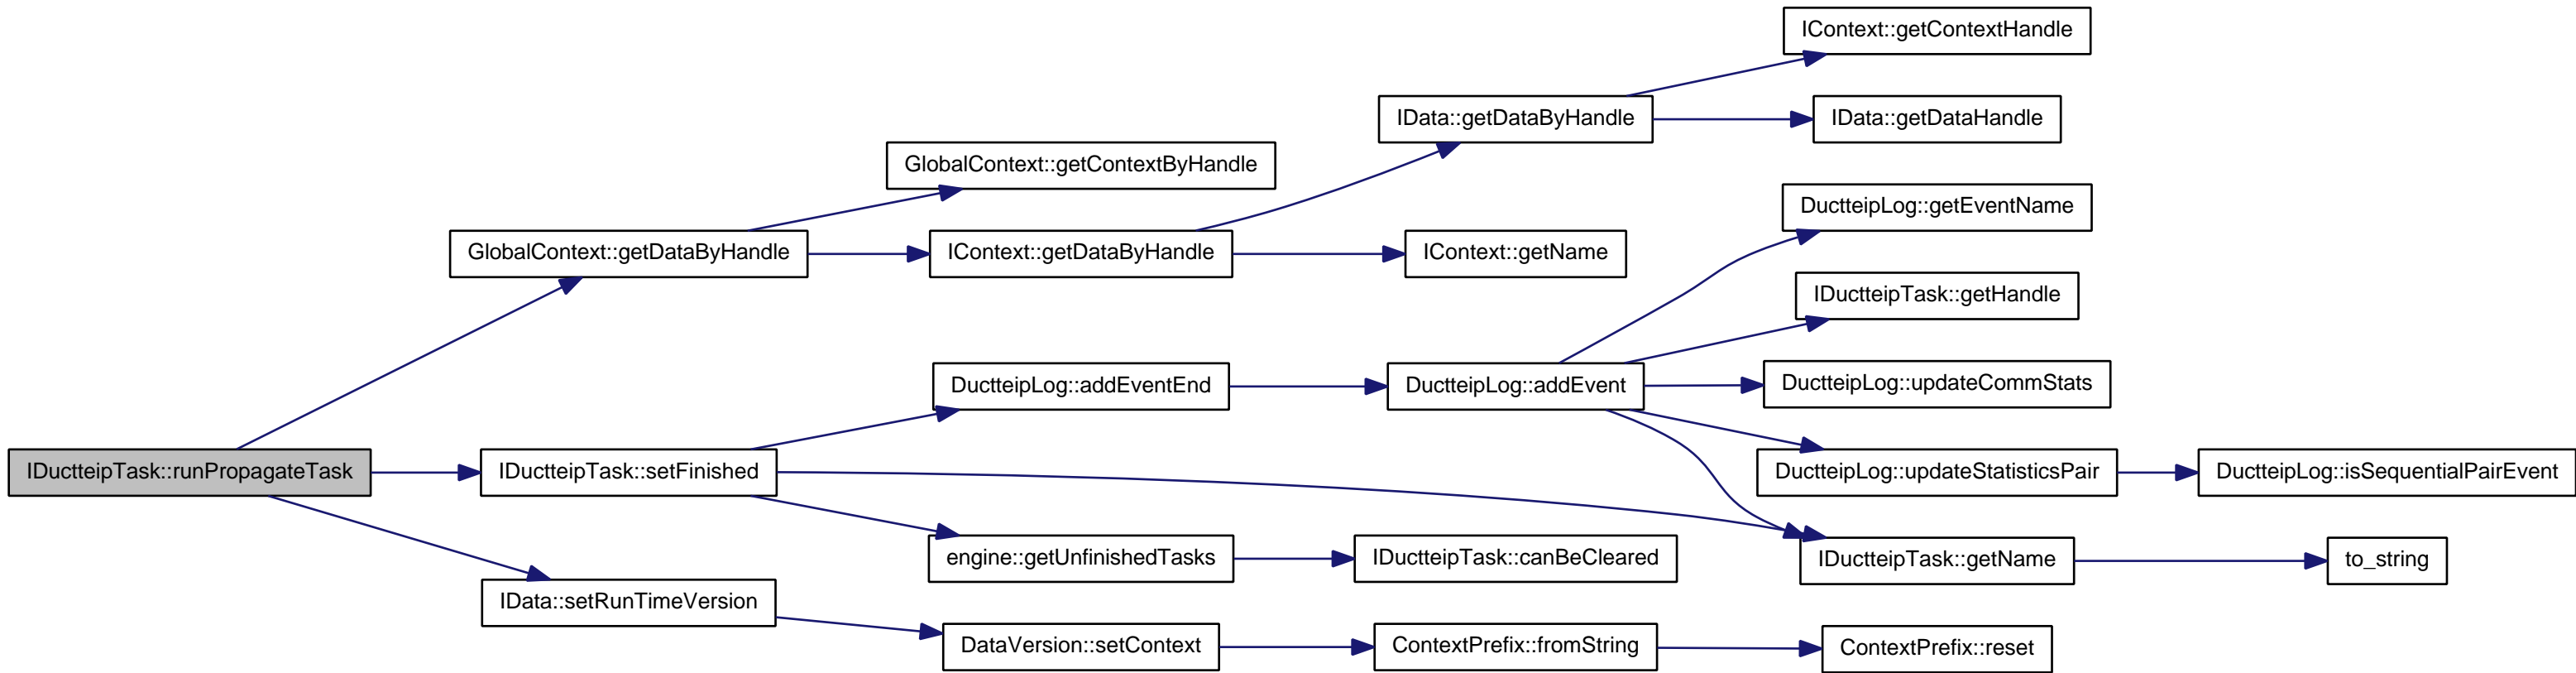 IContext::getContextHandle
IData::getDataByHandle
IData::getDataHandle
GlobalContext::getContextByHandle
DuctteipLog::getEventName
GlobalContext::getDataByHandle
IContext::getDataByHandle
IContext::getName
IDuctteipTask::getHandle
DuctteipLog::addEventEnd
DuctteipLog::addEvent
DuctteipLog::updateCommStats
IDuctteipTask::runPropagateTask
IDuctteipTask::setFinished
DuctteipLog::updateStatisticsPair
DuctteipLog::isSequentialPairEvent
engine::getUnfinishedTasks
IDuctteipTask::canBeCleared
IDuctteipTask::getName
to_string
IData::setRunTimeVersion
DataVersion::setContext
ContextPrefix::fromString
ContextPrefix::reset